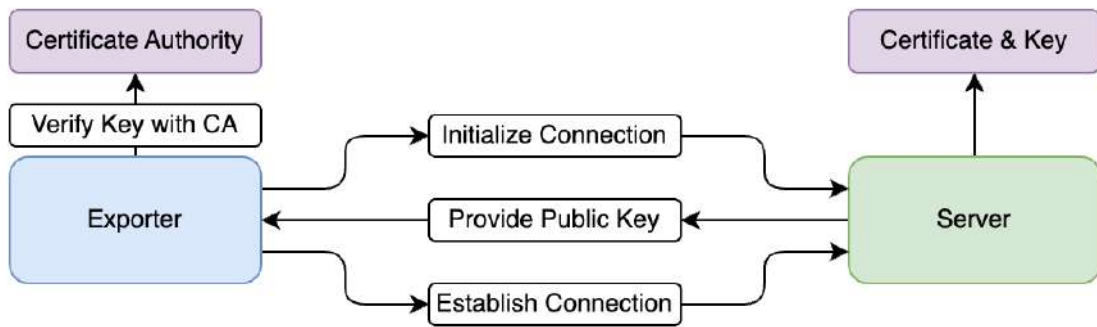 Certificate Authority
Certificate & Key
Verify Key with CA
Initialize Connection
Exporter
Provide Public Key
Server
Establish Connection